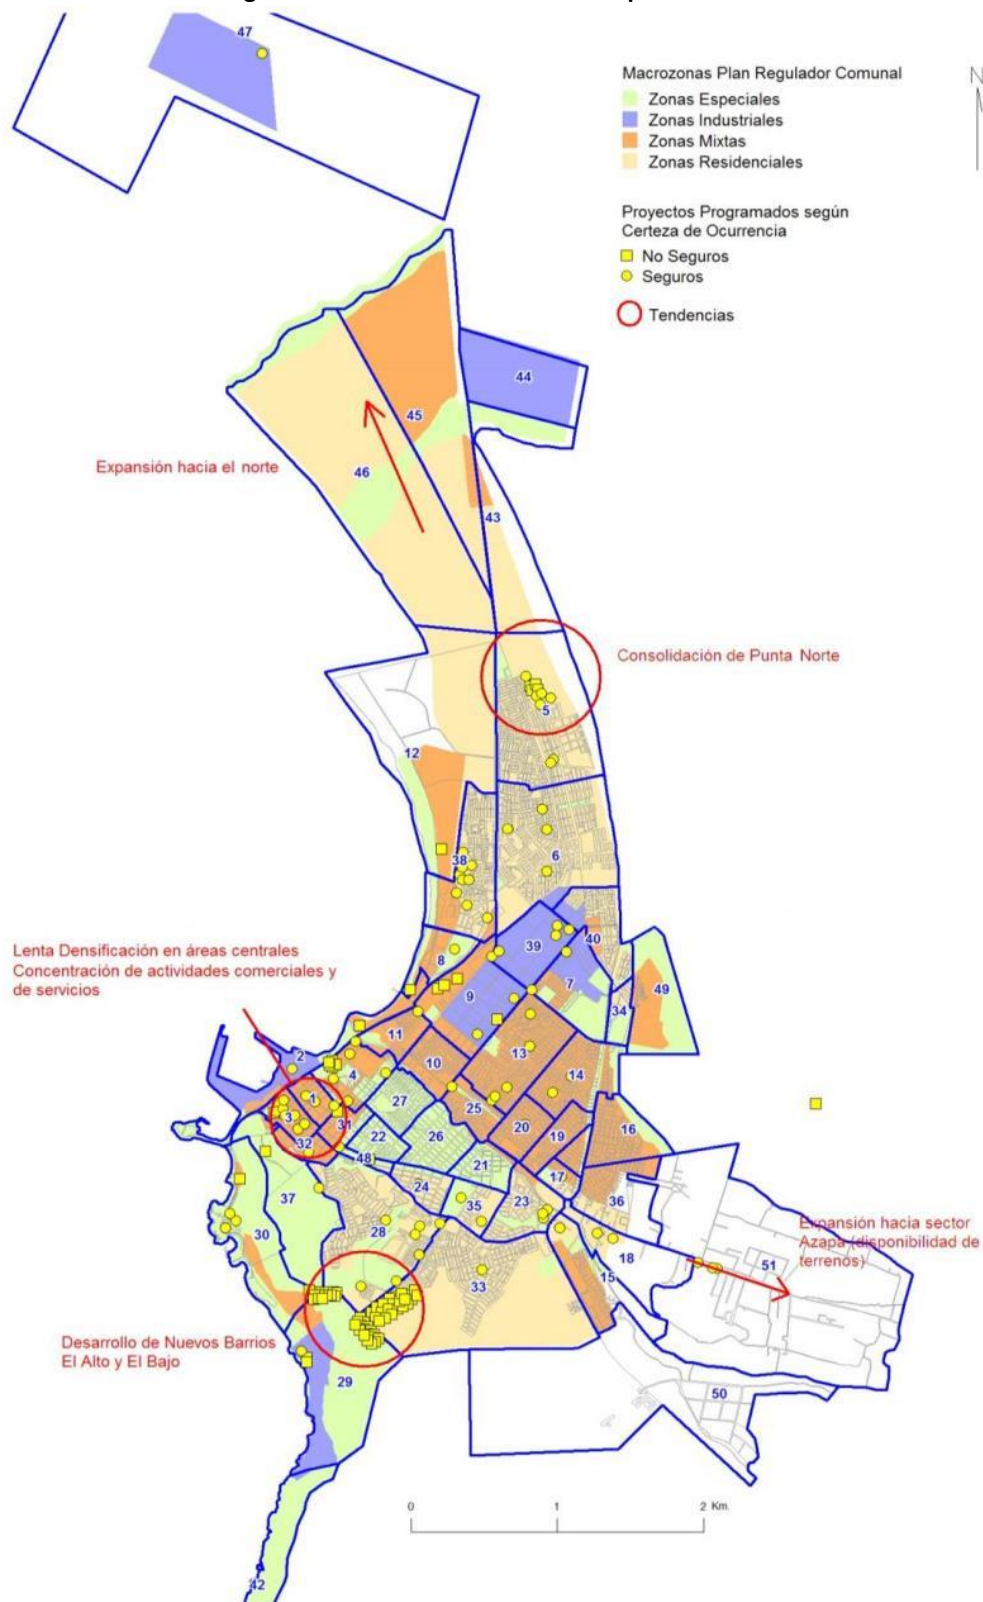 47
Macrozonas Plan Regulador Comunal
Zonas Especiales
Zonas Industriales
Zonas Mixtas
Zonas Residenciales
Proyectos Programados según
Certeza de Ocurrencia
No Seguros
Seguros
Tendencias
44
45
46
Expansión hacia el norte
43
Consolidación de Punta Norte
5
12
38
6
Lenta Densificación en áreas centrales
Concentración de actividades comerciales y
de servicios
8
39
40
7
9
34
49
11
2
4
10
13
14
1
27
25
3
31
32
22
26
20
19
16
48
21
17
37
24
35
23
36
30
28
18
Expansión hacia sector
Azapa (disponibilidad de
terrenos)
51
33
15
Desarrollo de Nuevos Barrios
El Alto y El Bajo
29
50
0 1 2 Km.
42